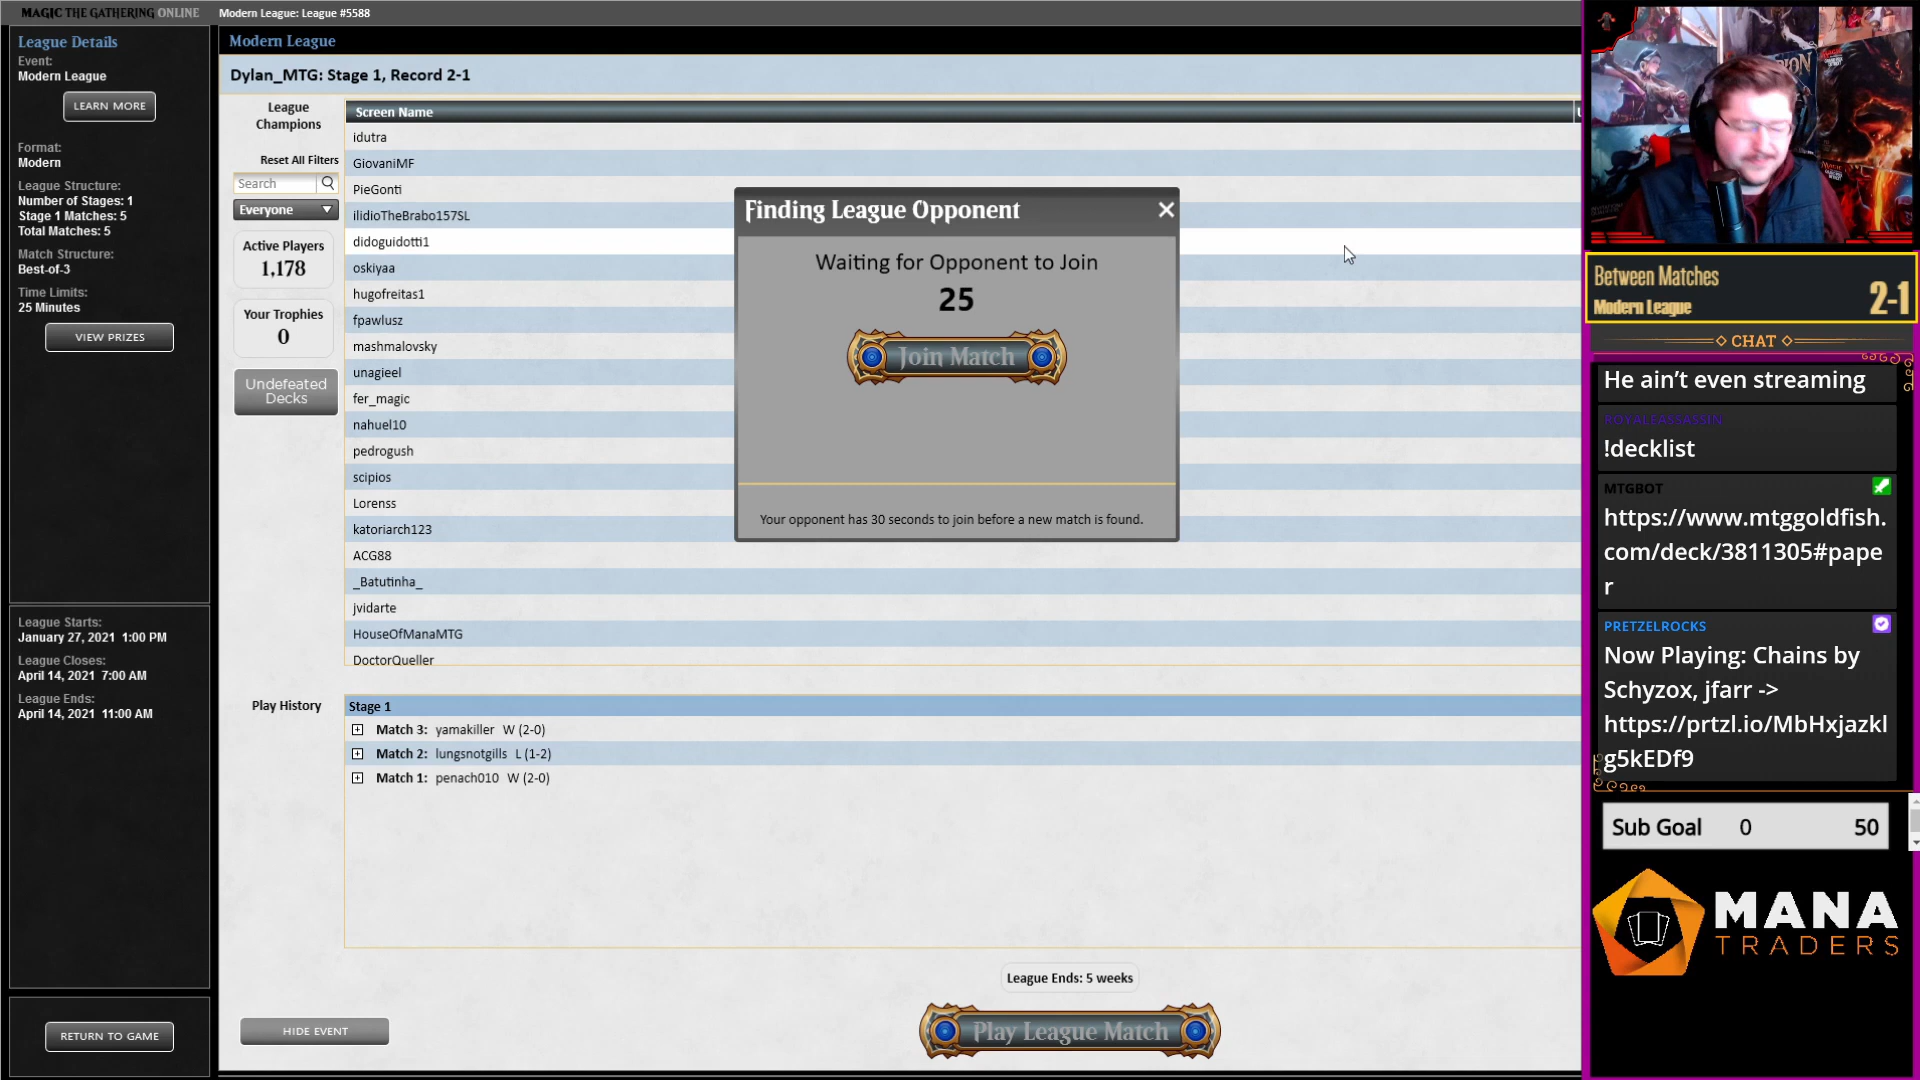 MAGIC THE GATHERING ONLINE
Modern League: League #5588
League Details
Event:
Modern League
LEARN MORE
Format:
Modern
League Structure:
Number of Stages: 1
Stage 1 Matches: 5
Total Matches: 5
Match Structure:
Best-of-3
Time Limits:
25 Minutes
VIEW PRIZES
League Starts:
January 27, 2021 1:00 PM
League Closes:
April 14, 2021 7:00 AM
League Ends:
April 14, 2021 11:00 AM
RETURN TO GAME
Modern League
Dylan_MTG: Stage 1, Record 2-1
League
Champions
Reset All Filters
Search
Everyone
Active Players
1,178
Your Trophies
0
Undefeated
Decks
Screen Name
idutra
GiovaniMF
PieGonti
ilidioTheBrabo157SL
didoguidotti1
oskiyaa
hugofreitas1
fpawlusz
mashmalovsky
unagieel
fer_magic
nahuel10
pedrogush
scipios
Lorenss
katoriarch123
ACG88
_Batutinha_
jvidarte
HouseOfManaMTG
DoctorQueller
Finding League Opponent
Waiting for Opponent to Join
25
Join Match
Your opponent has 30 seconds to join before a new match is found.
Play History
Stage 1
Match 3: yamakiller W (2-0)
Match 2: lungsnotgills L (1-2)
Match 1: penach010 W (2-0)
League Ends: 5 weeks
HIDE EVENT
Play League Match
Between Matches
Modern League
2-1
CHAT
He ain't even streaming
ROYALEASSASSIN
!decklist
MTGBOT
https://www.mtggoldfish.
com/deck/3811305#pape
r
PRETZELROCKS
Now Playing: Chains by
Schyzox, jfarr ->
https://prtzl.io/MbHxjazkl
g5kEDf9
Sub Goal 0 50
MANA
TRADERS